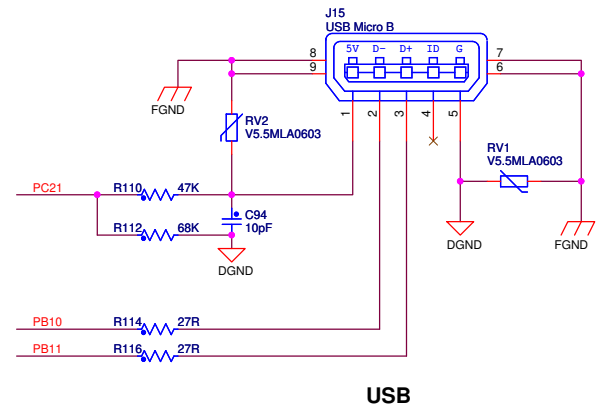 J15
USB Micro B
5V D- D+ ID G
8
9
7
6
1
2
3
4
5
FGND
RV2
V5.5MLA0603
RV1
V5.5MLA0603
PC21
R110
47K
C94
10pF
R112
68K
DGND
DGND
FGND
PB10
R114
27R
PB11
R116
27R
USB